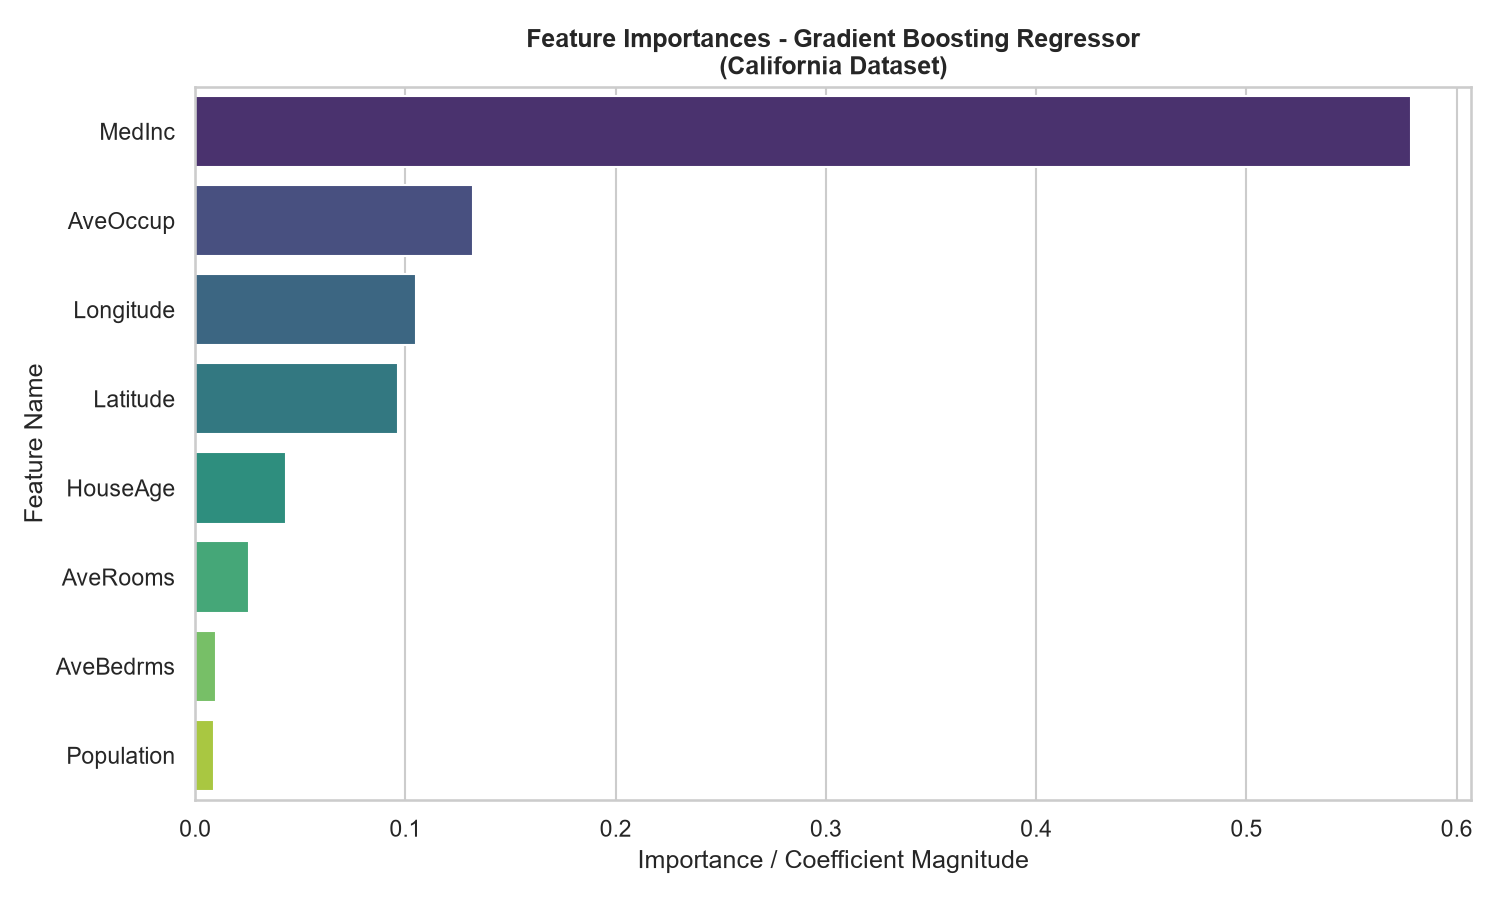 Feature Importances - Gradient Boosting Regressor
(California Dataset)
MedInc
AveOccup
Longitude
Latitude
HouseAge
AveRooms
AveBedrms
Population
Feature Name
0.0 0.1 0.2 0.3 0.4 0.5 0.6
Importance / Coefficient Magnitude